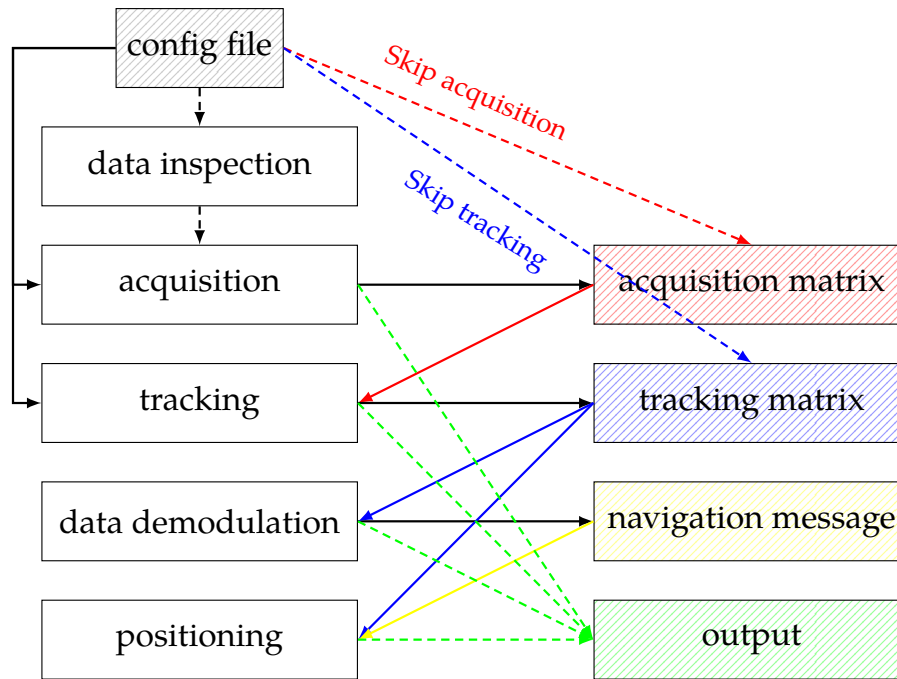 config file
Skip acquisition
data inspection
Skip tracking
acquisition
acquisition matrix
tracking
tracking matrix
data demodulation
navigation message
positioning
output